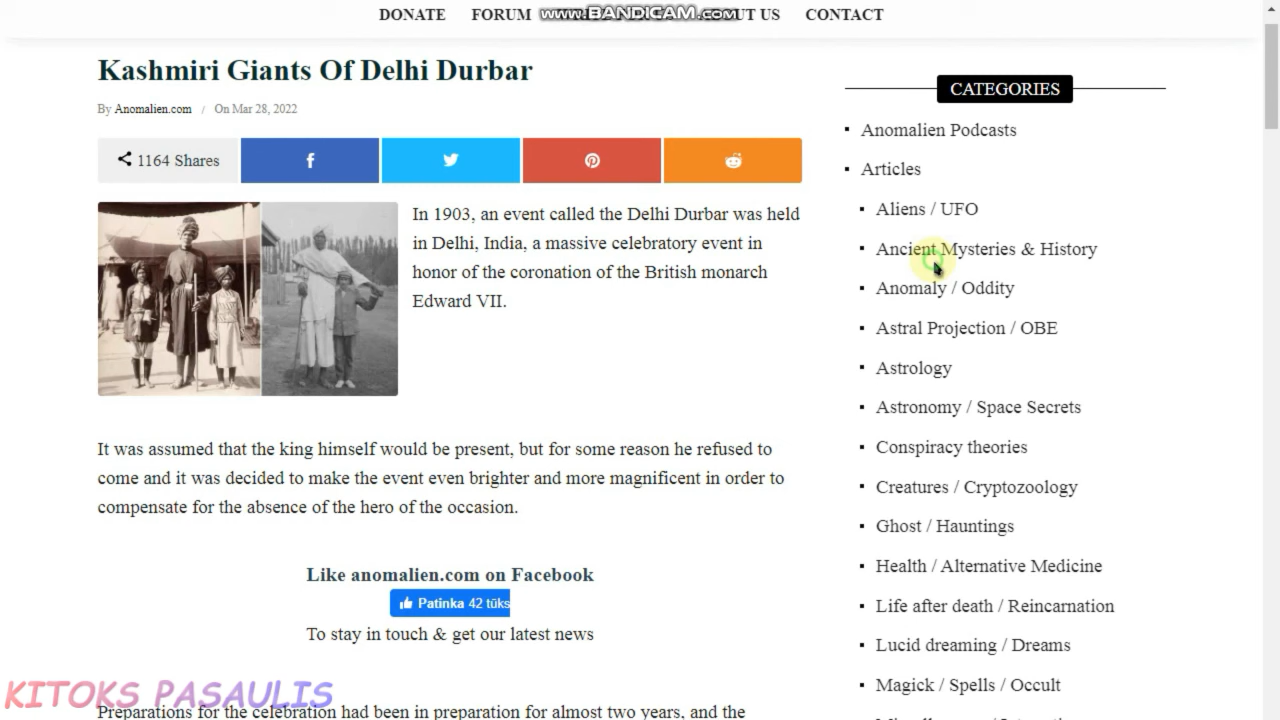 DONATE FORUM ABOUT US CONTACT
www.BANDICAM.com
Kashmiri Giants Of Delhi Durbar
By Anomalien.com / On Mar 28, 2022
1164 Shares
In 1903, an event called the Delhi Durbar was held
in Delhi, India, a massive celebratory event in
honor of the coronation of the British monarch
Edward VII.
It was assumed that the king himself would be present, but for some reason he refused to
come and it was decided to make the event even brighter and more magnificent in order to
compensate for the absence of the hero of the occasion.
Like anomalien.com on Facebook
Patinka 42 tūks
To stay in touch & get our latest news
Preparations for the celebration had been in preparation for almost two years, and the
CATEGORIES
Anomalien Podcasts
Articles
Aliens / UFO
Ancient Mysteries & History
Anomaly / Oddity
Astral Projection / OBE
Astrology
Astronomy / Space Secrets
Conspiracy theories
Creatures / Cryptozoology
Ghost / Hauntings
Health / Alternative Medicine
Life after death / Reincarnation
Lucid dreaming / Dreams
Magick / Spells / Occult
KITOKS PASAULIS